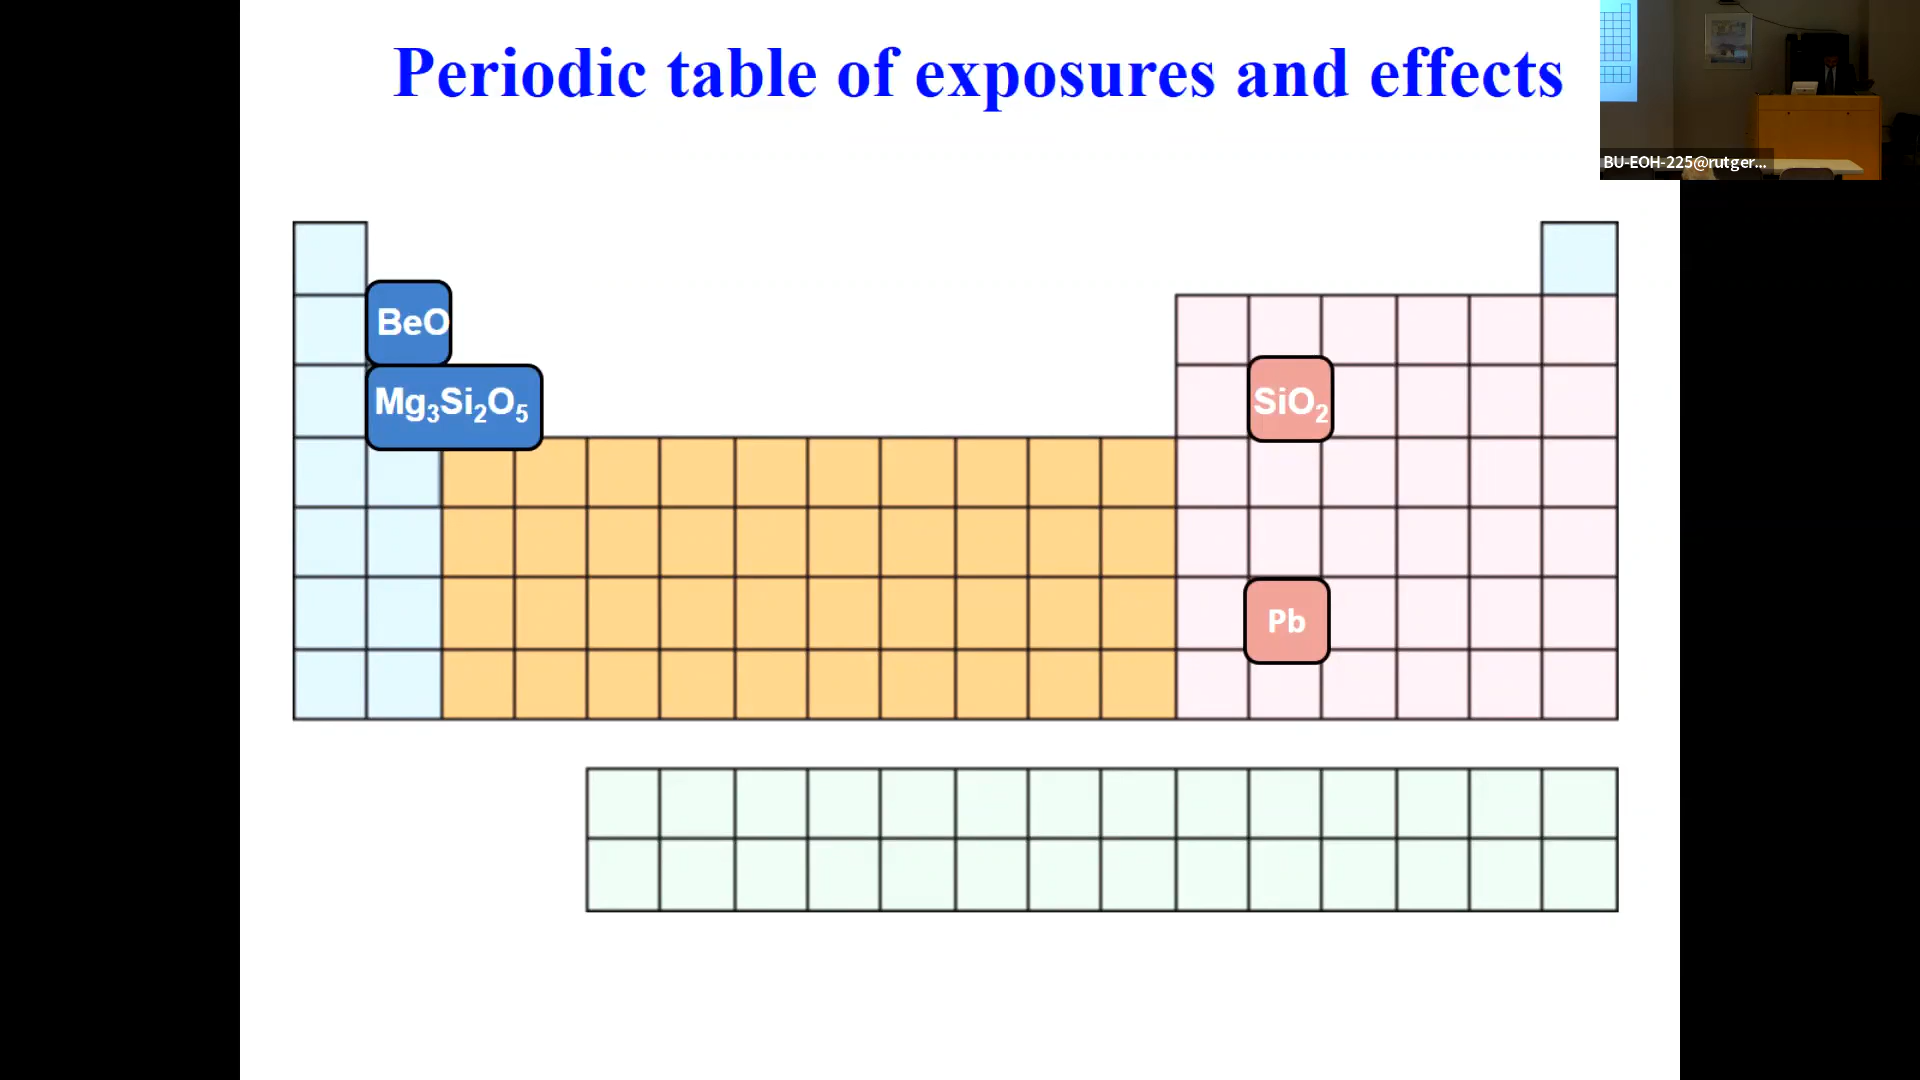 Periodic table of exposures and effects
BU-EOH-225@rutger...
BeO
Mg₃Si₂O₅
SiO₂
Pb